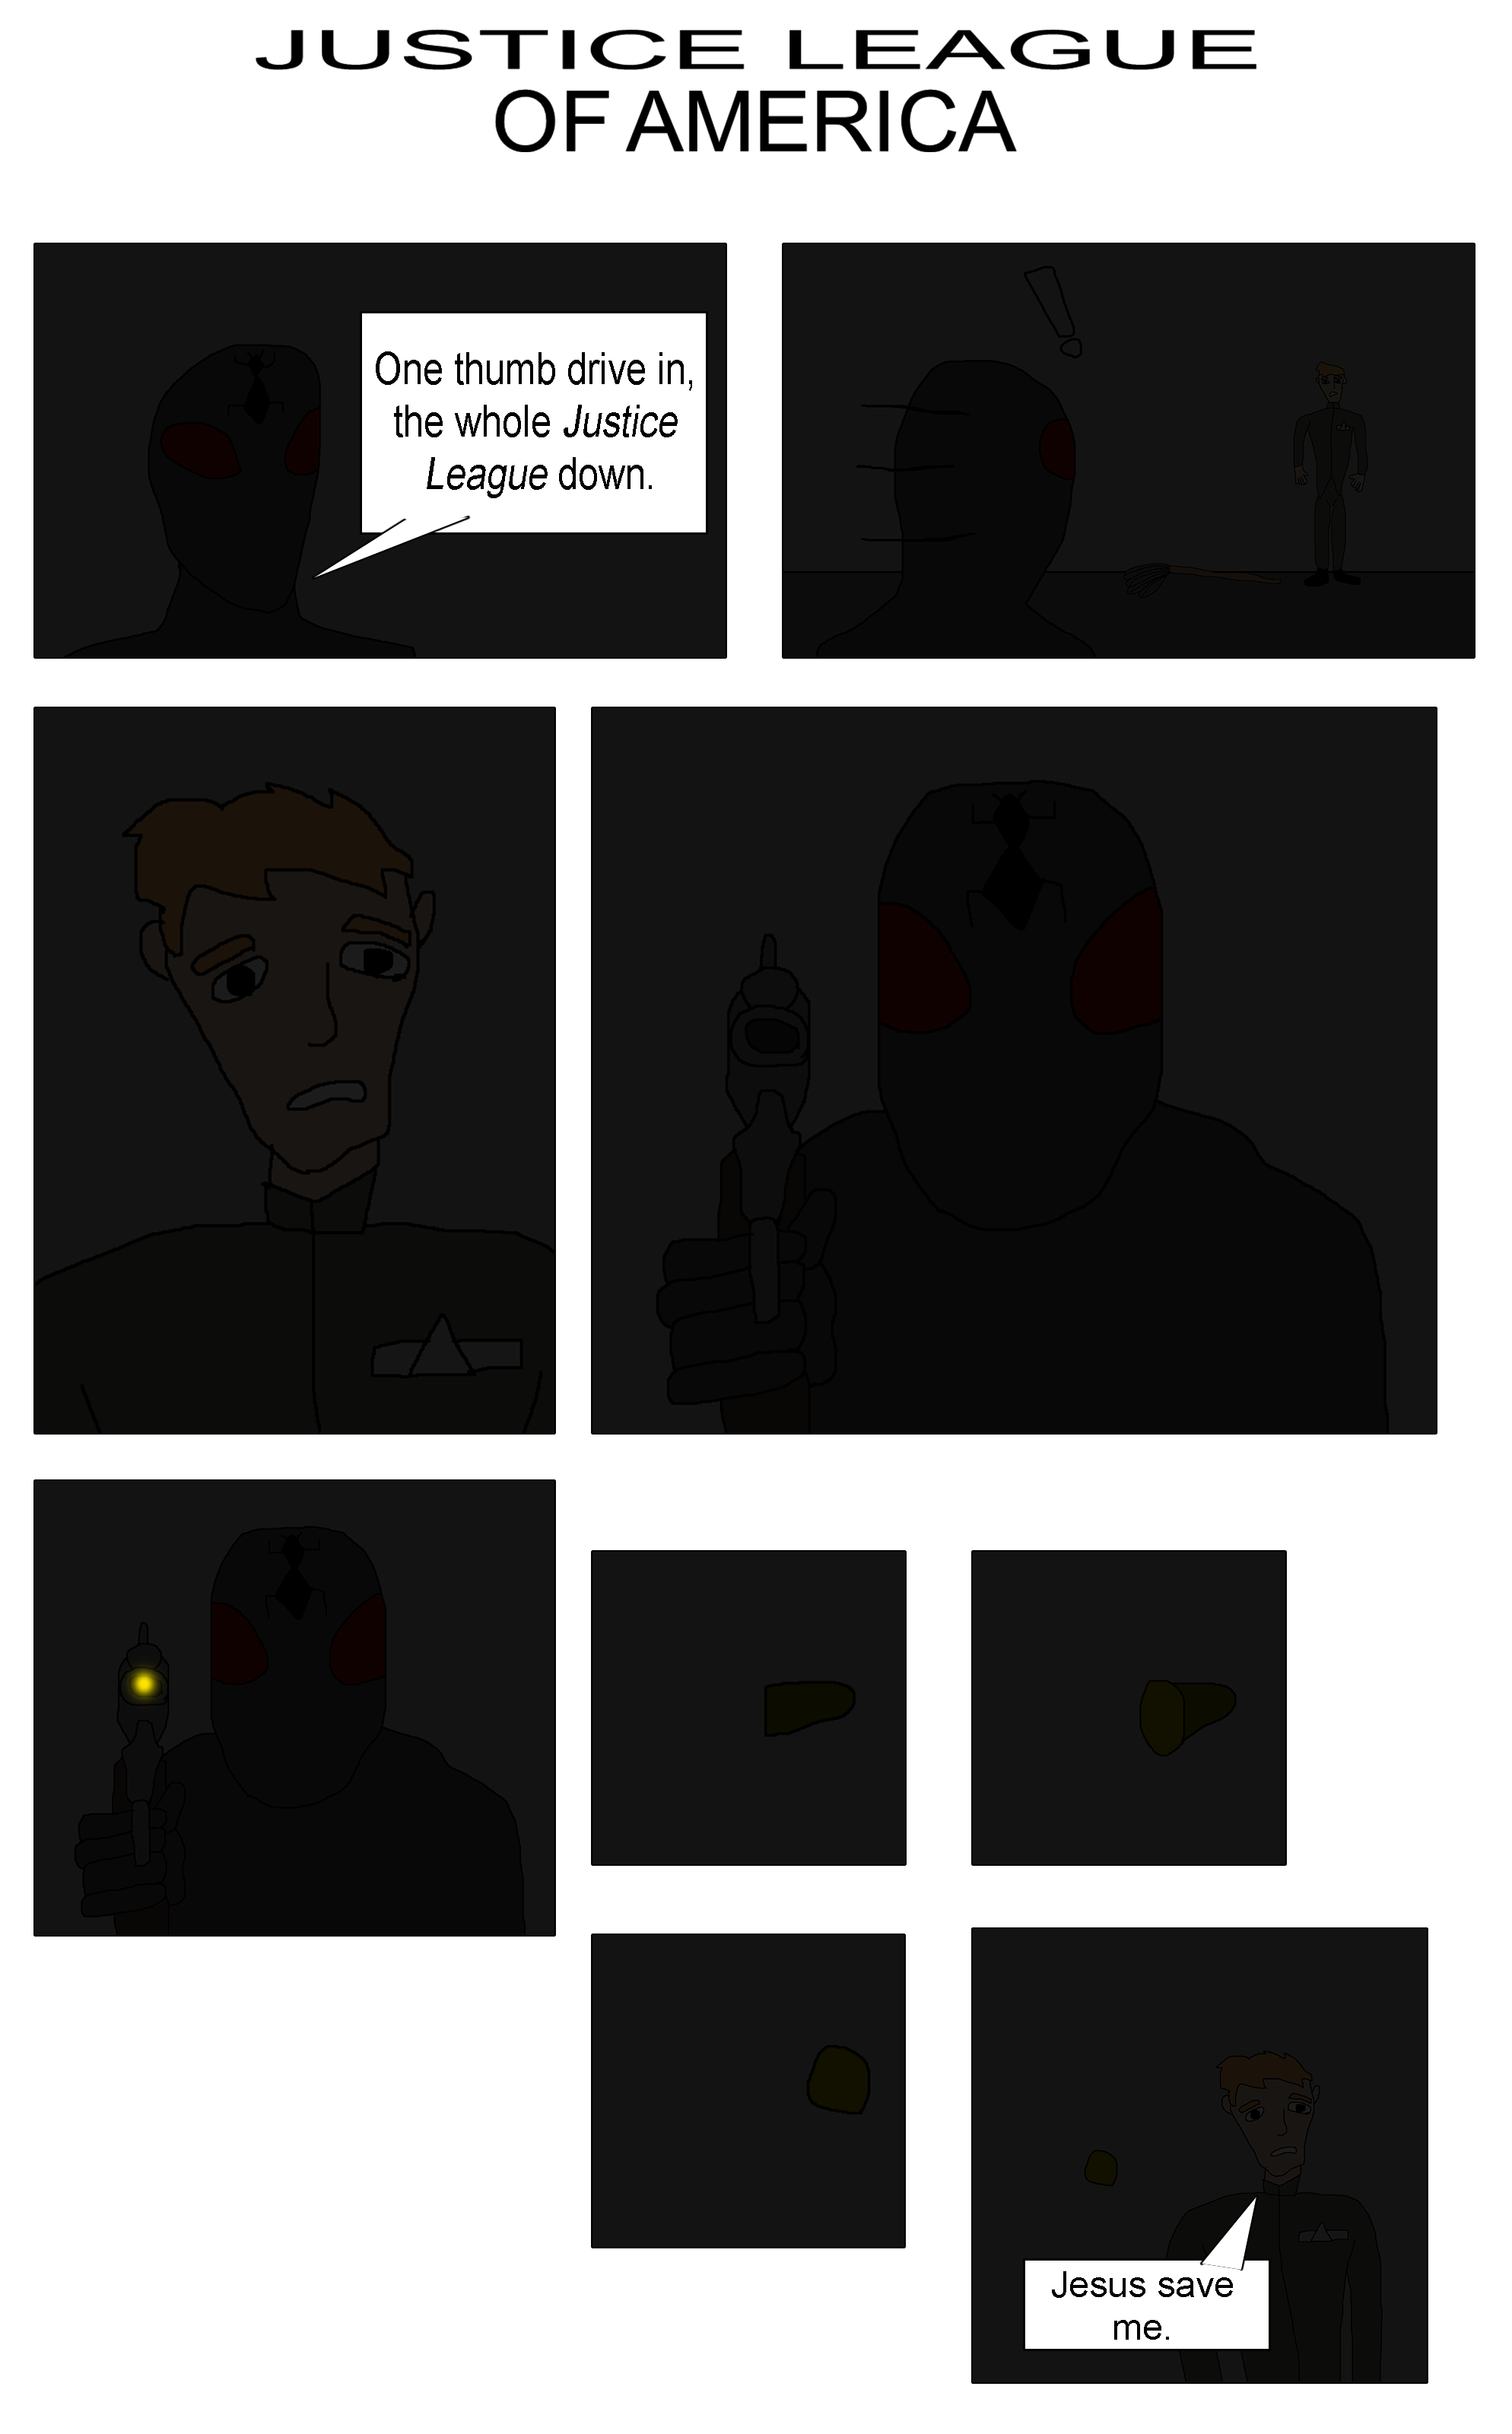 JUSTICE LEAGUE
OF AMERICA
One thumb drive in,
the whole Justice
League down.
!
Jesus save
me.